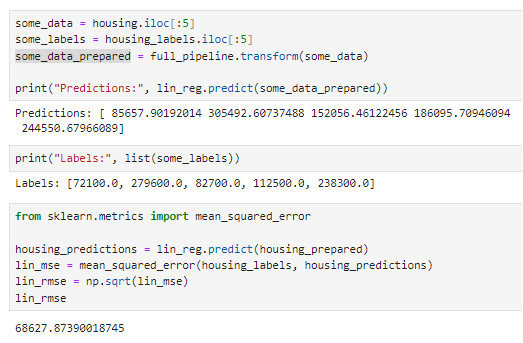 some_data = housing.iloc[:5]
some_labels = housing_labels.iloc[:5]
some_data_prepared = full_pipeline.transform(some_data)
print("Predictions:", lin_reg.predict(some_data_prepared))
Predictions: [ 85657.90192014 305492.60737488 152056.46122456 186095.70946094
244550.67966089]
print("Labels:", list(some_labels))
Labels: [72100.0, 279600.0, 82700.0, 112500.0, 238300.0]
from sklearn.metrics import mean_squared_error
housing_predictions = lin_reg.predict(housing_prepared)
lin_mse = mean_squared_error(housing_labels, housing_predictions)
lin_rmse = np.sqrt(lin_mse)
lin_rmse
68627.87390018745